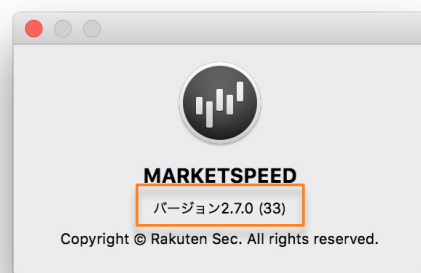 MARKETSPEED
バージョン2.7.0 (33)
Copyright © Rakuten Sec. All rights reserved.